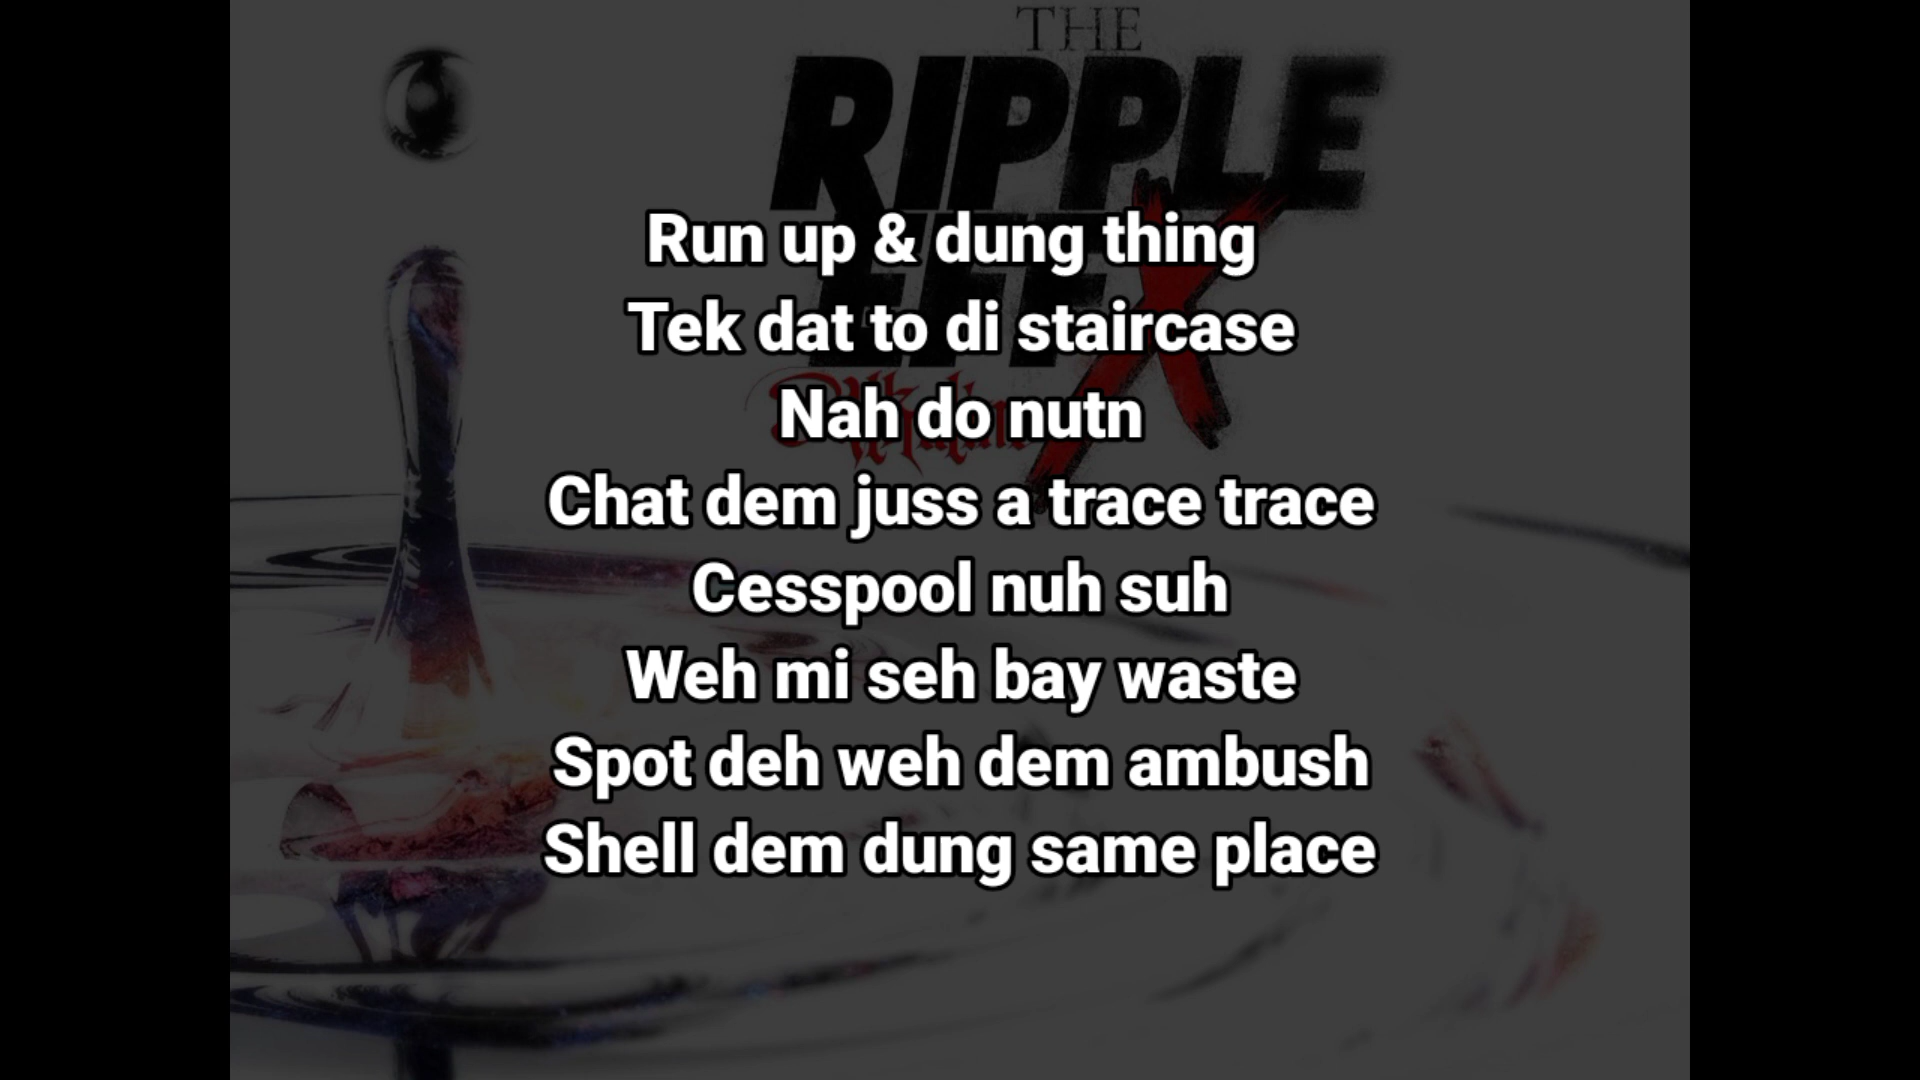 THE
RIPPLE
EFFX
Run up & dung thing
Tek dat to di staircase
Nah do nutn
Chat dem juss a trace trace
Cesspool nuh suh
Weh mi seh bay waste
Spot deh weh dem ambush
Shell dem dung same place